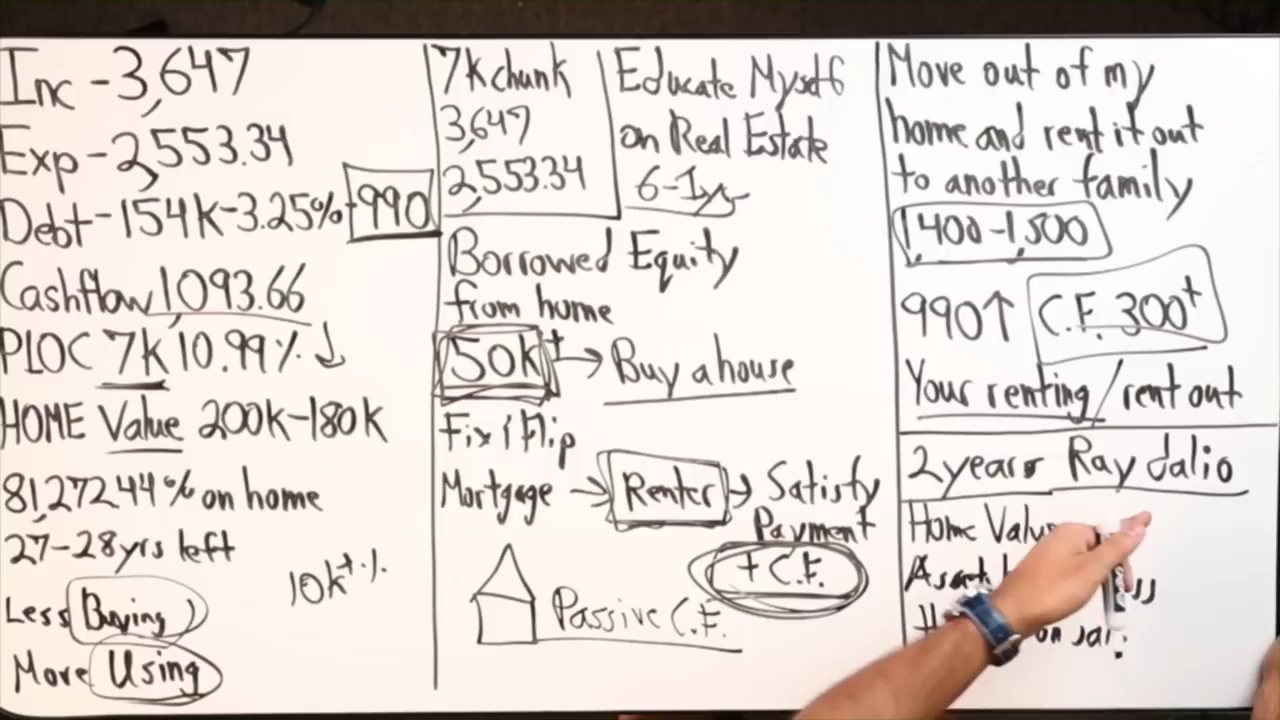 Inc - 3,647
Exp - 2,553.34
Debt - 154K - 3.25% - 990
Cashflow 1,093.66
PLOC 7K 10.99% ↓
HOME Value 200K - 180K
81,272.44% on home
27-28yrs left
10k+%
Less Buying
More Using
7K chunk
3,647
2,553.34
Educate Myself
on Real Estate
6-1yr
Borrowed Equity
from home
50K+ → Buy a house
Fix/Flip
Mortgage → Renter → Satisfy
Payment
+ C.F.
Passive C.F.
Move out of my
home and rent it out
to another family
1,400 - 1,500
990↑ C.F. 300+
Your renting / rent out
2 years Ray dalio
Home